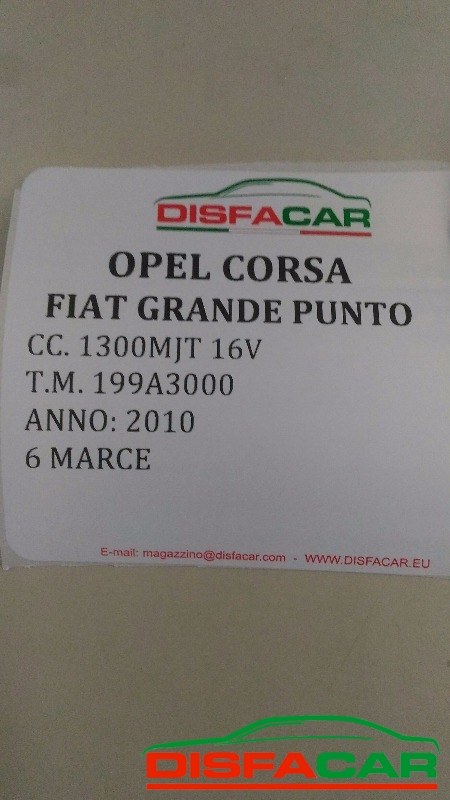 DISFACAR
OPEL CORSA
FIAT GRANDE PUNTO
CC. 1300MJT 16V
T.M. 199A3000
ANNO: 2010
6 MARCE
E-mail: magazzino@disfacar.com - WWW.DISFACAR.EU
DISFACAR